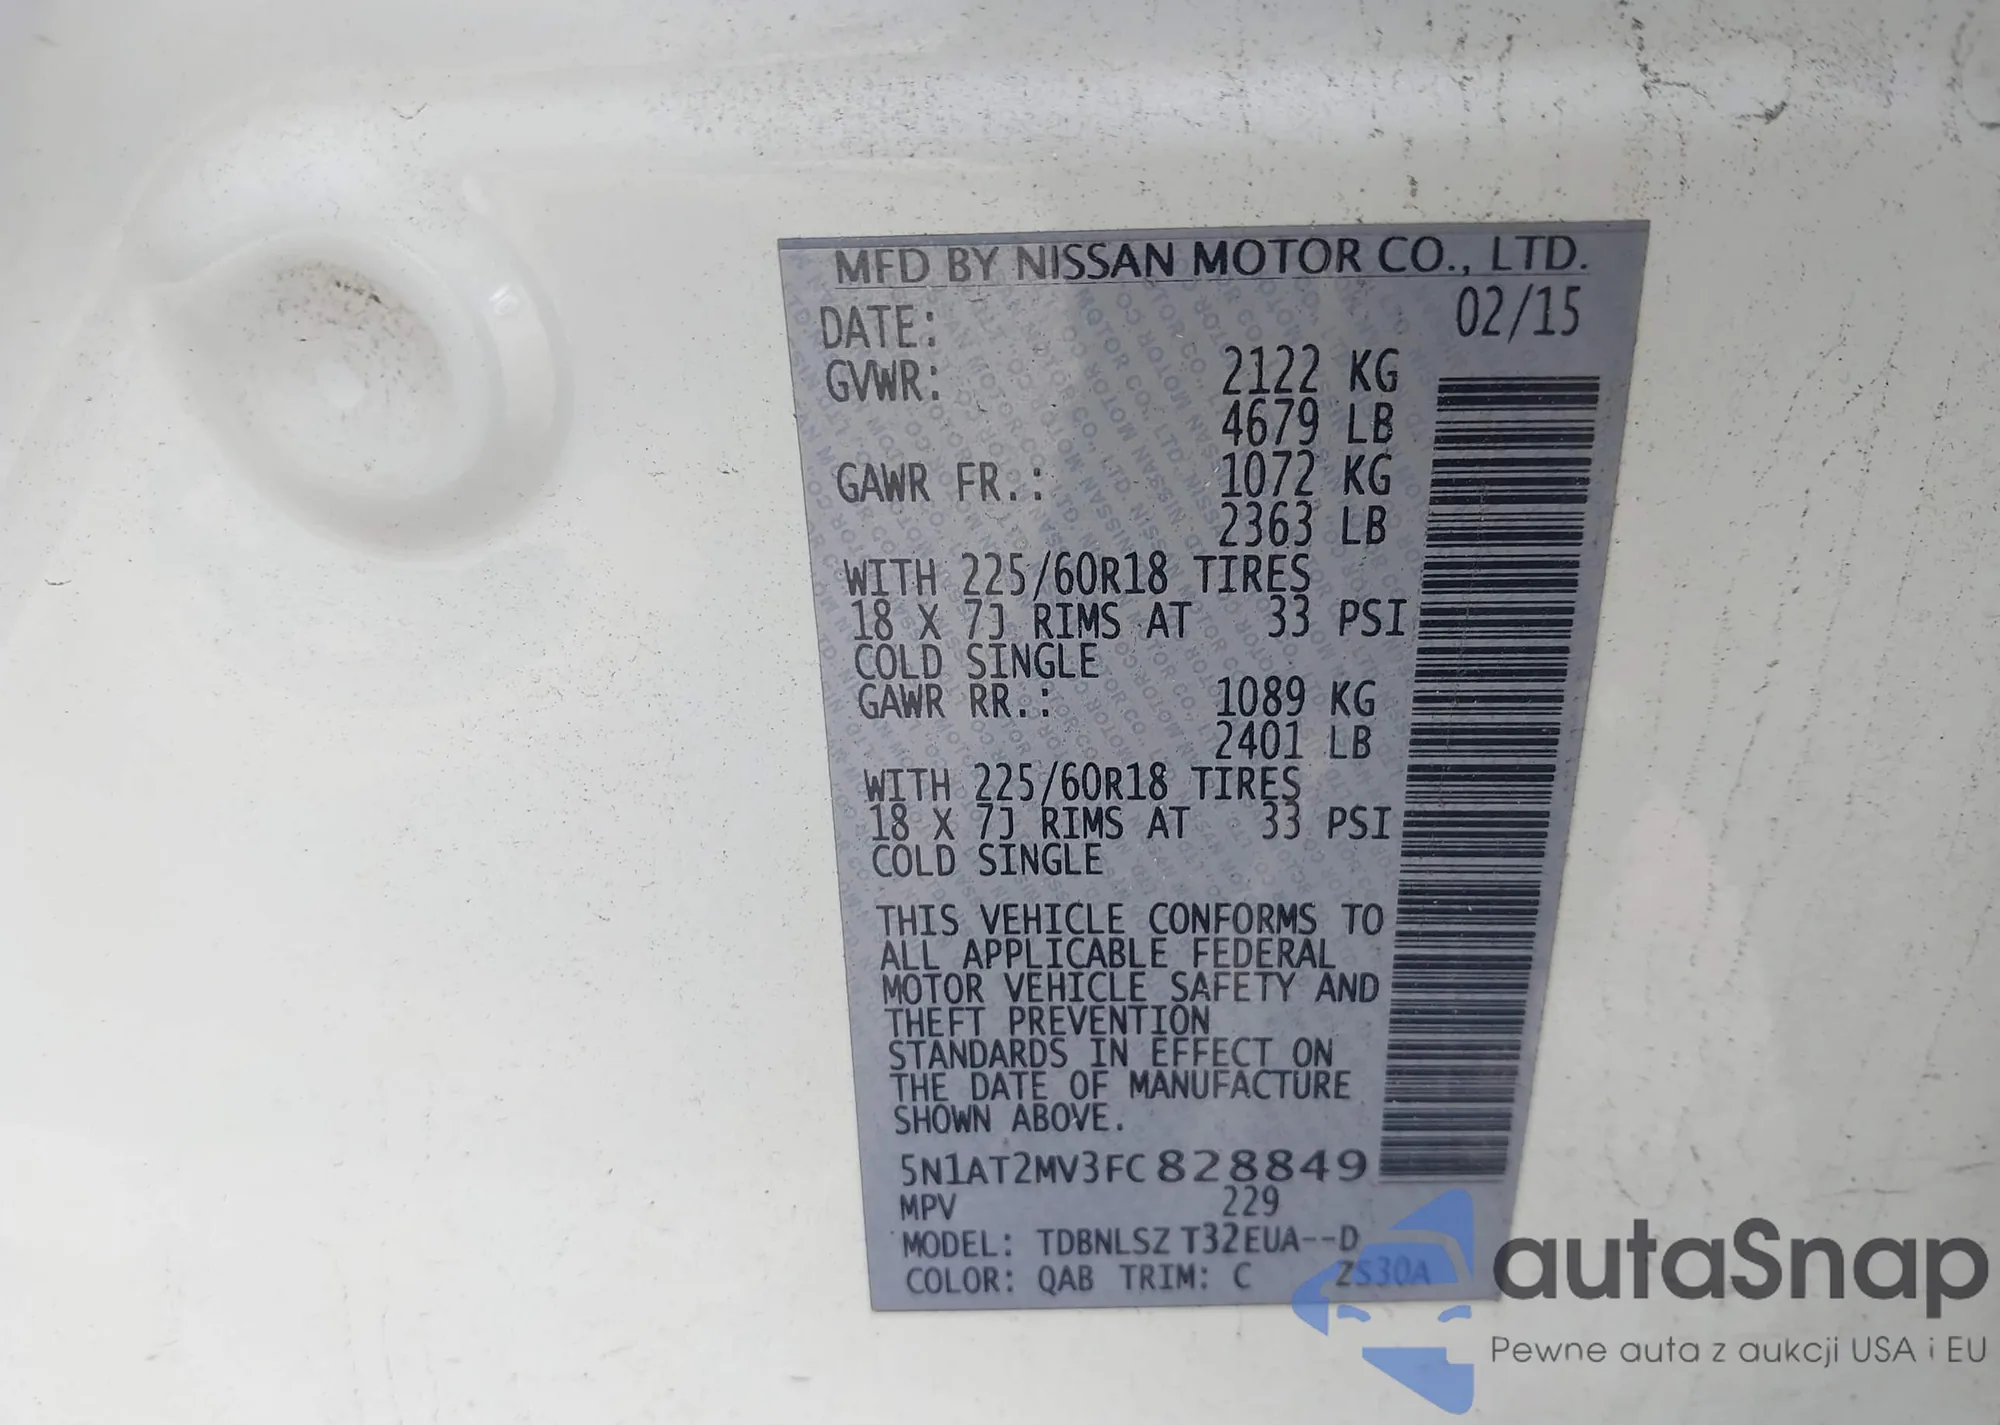 MFD BY NISSAN MOTOR CO., LTD.
DATE: 02/15
GVWR: 2122 KG
4679 LB
GAWR FR.: 1072 KG
2363 LB
WITH 225/60R18 TIRES
18 X 7J RIMS AT 33 PSI
COLD SINGLE
GAWR RR.: 1089 KG
2401 LB
WITH 225/60R18 TIRES
18 X 7J RIMS AT 33 PSI
COLD SINGLE
THIS VEHICLE CONFORMS TO
ALL APPLICABLE FEDERAL
MOTOR VEHICLE SAFETY AND
THEFT PREVENTION
STANDARDS IN EFFECT ON
THE DATE OF MANUFACTURE
SHOWN ABOVE.
5N1AT2MV3FC828849
MPV 229
MODEL: TDBNLSZ T32EUA--D
COLOR: QAB TRIM: C ZS30A
autaSnap
Pewne auta z aukcji USA i EU